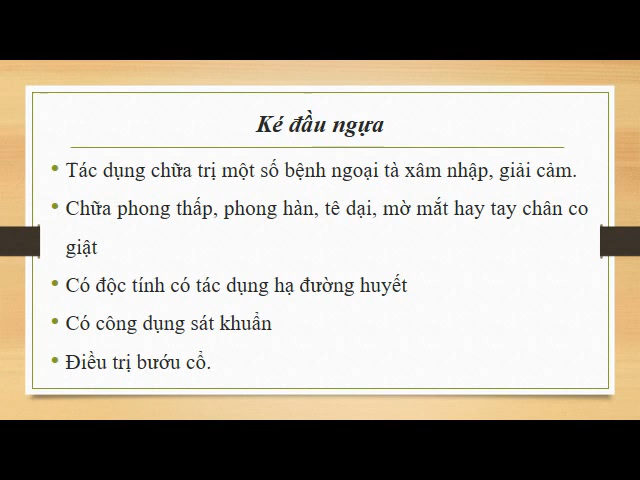 Ké đầu ngựa
• Tác dụng chữa trị một số bệnh ngoại tà xâm nhập, giải cảm.
• Chữa phong thấp, phong hàn, tê dại, mờ mắt hay tay chân co
giật
• Có độc tính có tác dụng hạ đường huyết
• Có công dụng sát khuẩn
• Điều trị bướu cổ.